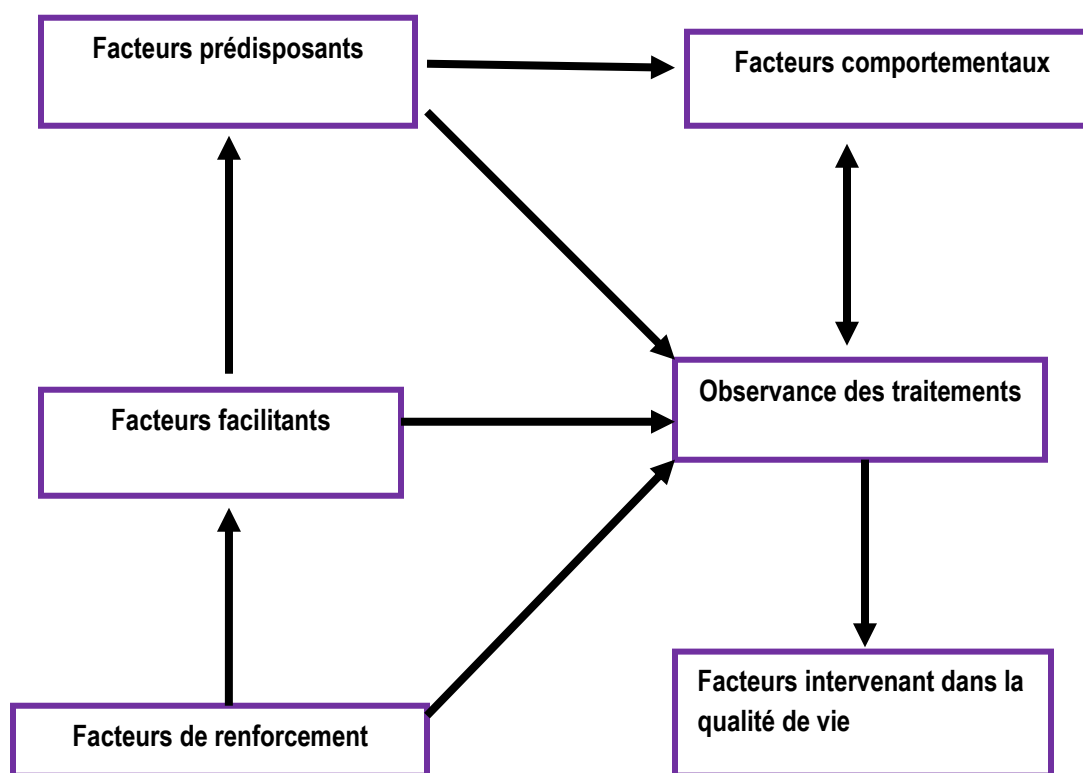 Facteurs prédisposants
Facteurs comportementaux
Facteurs facilitants
Observance des traitements
Facteurs de renforcement
Facteurs intervenant dans la
qualité de vie